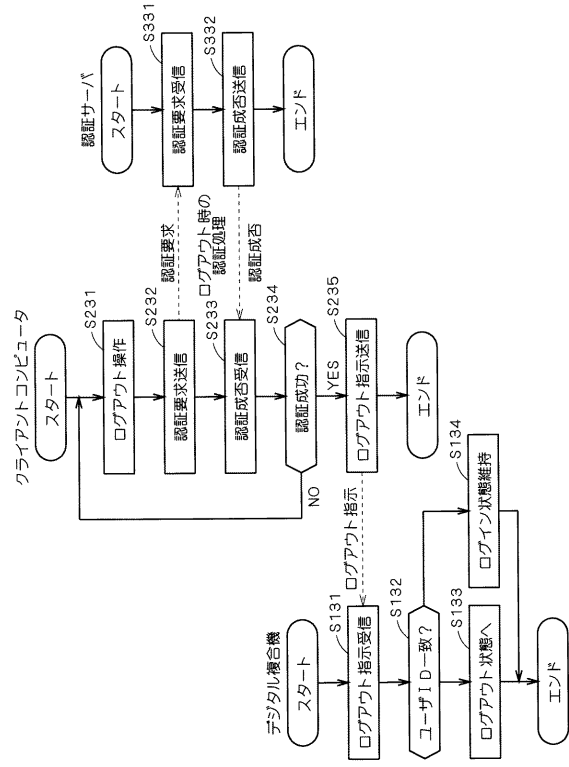 デジタル複合機
スタート
S131
ログアウト指示受信
S132
ユーザID一致?
S133
ログアウト状態へ
S134
ログイン状態維持
エンド
ログアウト指示
クライアントコンピュータ
スタート
S231
ログアウト操作
S232
認証要求送信
S233
認証成否受信
S234
認証成功?
NO
YES
S235
ログアウト指示送信
エンド
認証要求
ログアウト時の
認証処理
認証成否
認証サーバ
スタート
S331
認証要求受信
S332
認証成否送信
エンド